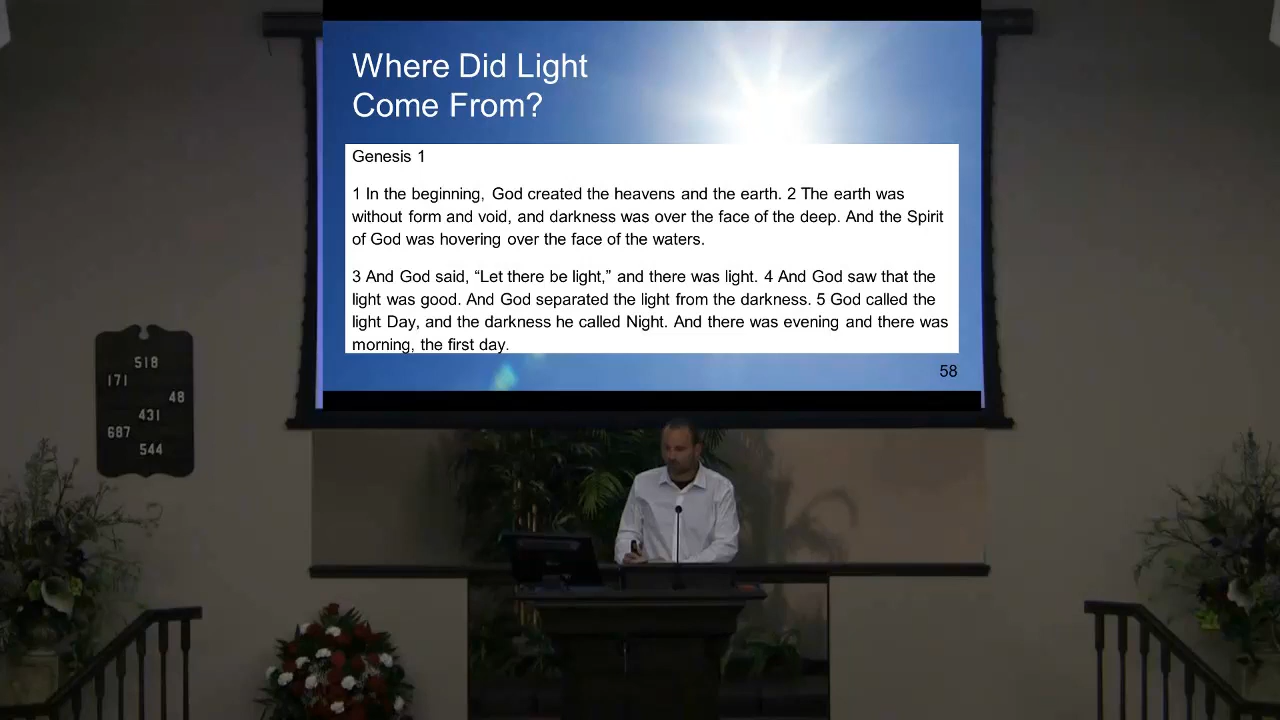 Where Did Light
Come From?
Genesis 1
1 In the beginning, God created the heavens and the earth. 2 The earth was
without form and void, and darkness was over the face of the deep. And the Spirit
of God was hovering over the face of the waters.
3 And God said, “Let there be light,” and there was light. 4 And God saw that the
light was good. And God separated the light from the darkness. 5 God called the
light Day, and the darkness he called Night. And there was evening and there was
morning, the first day.
58
518
171
48
431
687
544